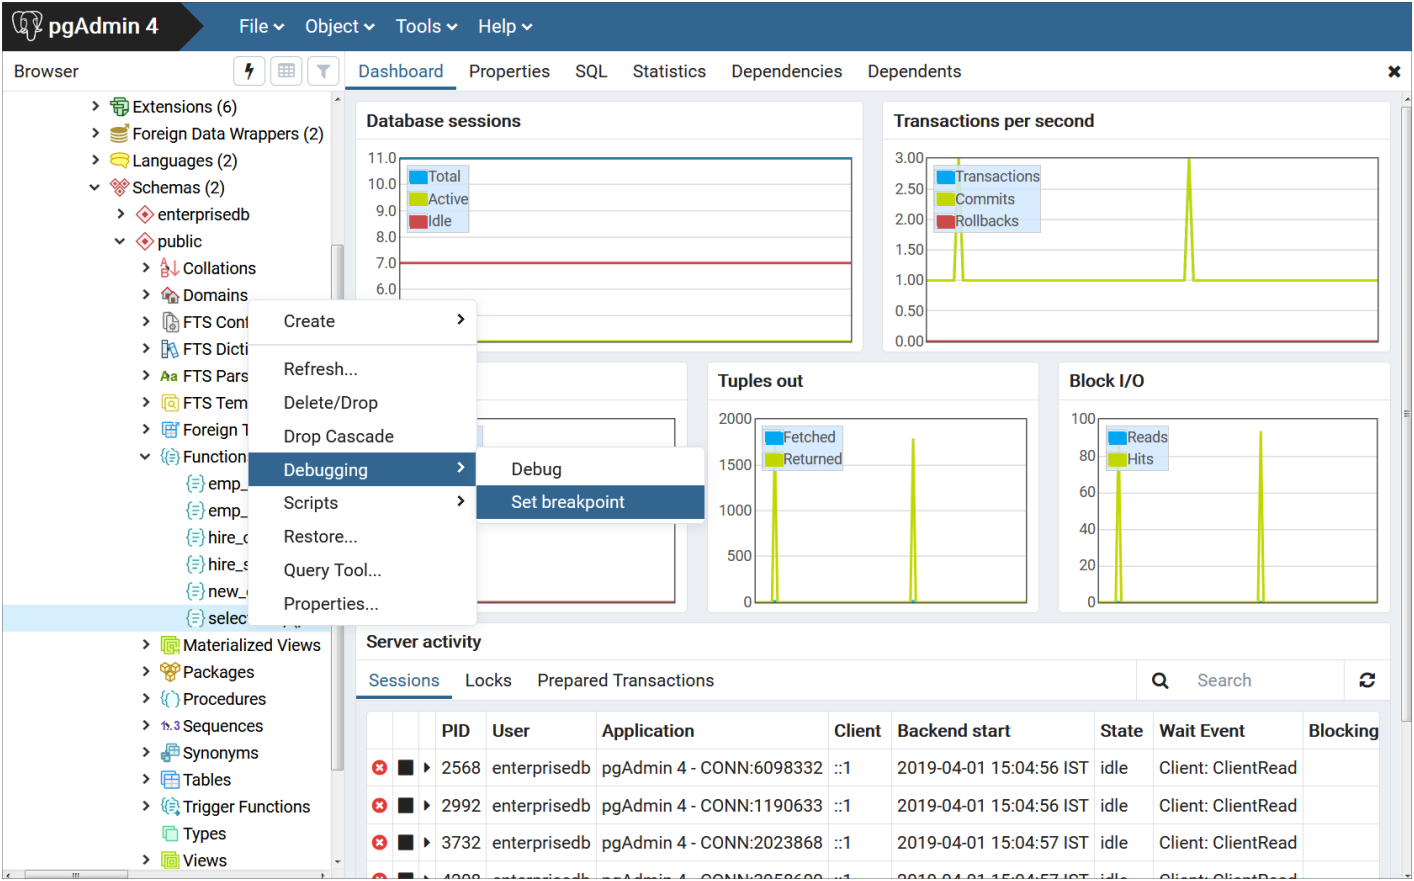 pgAdmin 4
File Object Tools Help
Browser
Dashboard Properties SQL Statistics Dependencies Dependents
Extensions (6)
Foreign Data Wrappers (2)
Languages (2)
Schemas (2)
enterprisedb
public
Collations
Domains
FTS Conf
FTS Dicti
FTS Pars
FTS Tem
Foreign T
Function
emp_
emp_
hire_c
hire_s
new_
selec
Materialized Views
Packages
Procedures
1..3 Sequences
Synonyms
Tables
Trigger Functions
Types
Views
Create
Refresh...
Delete/Drop
Drop Cascade
Debugging
Scripts
Restore...
Query Tool...
Properties...
Debug
Set breakpoint
Database sessions
11.0
10.0
9.0
8.0
7.0
6.0
Total
Active
Idle
Transactions per second
3.00
2.50
2.00
1.50
1.00
0.50
0.00
Transactions
Commits
Rollbacks
Tuples out
2000
1500
1000
500
0
Fetched
Returned
Block I/O
100
80
60
40
20
0
Reads
Hits
Server activity
Sessions Locks Prepared Transactions
Search
PID User Application Client Backend start State Wait Event Blocking
2568 enterprisedb pgAdmin 4 - CONN:6098332 ::1 2019-04-01 15:04:56 IST idle Client: ClientRead
2992 enterprisedb pgAdmin 4 - CONN:1190633 ::1 2019-04-01 15:04:56 IST idle Client: ClientRead
3732 enterprisedb pgAdmin 4 - CONN:2023868 ::1 2019-04-01 15:04:57 IST idle Client: ClientRead